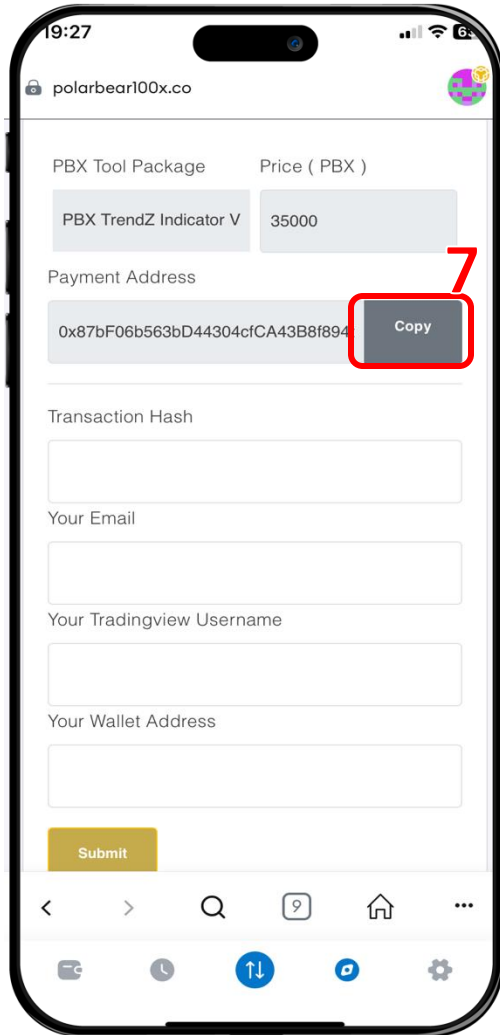 19:27
polarbear100x.co
PBX Tool Package
Price ( PBX )
PBX TrendZ Indicator V
35000
7
Payment Address
0x87bF06b563bD44304cfCA43B8f894
Copy
Transaction Hash
Your Email
Your Tradingview Username
Your Wallet Address
Submit
9